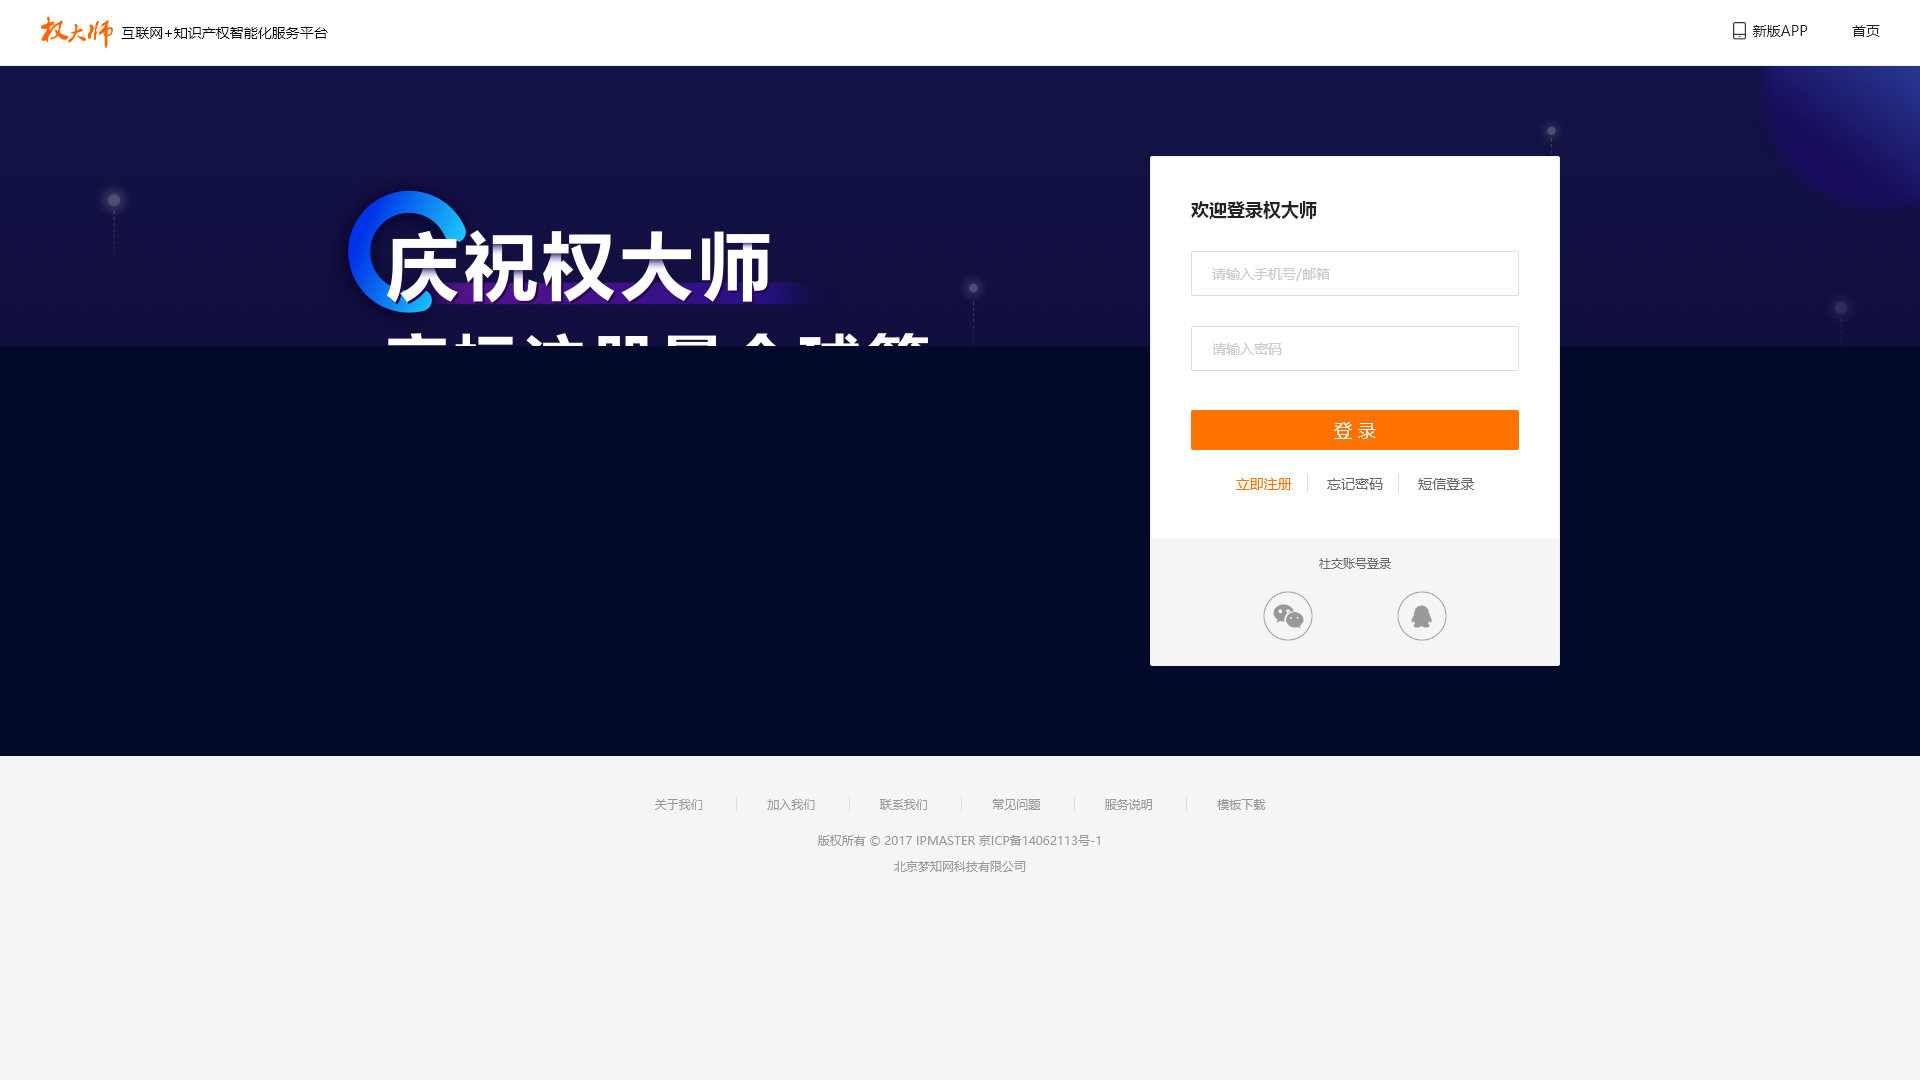 权大师 互联网+知识产权智能化服务平台
新版APP
首页
庆祝权大师
欢迎登录权大师
请输入手机号/邮箱
请输入密码
登 录
立即注册
忘记密码
短信登录
社交账号登录
关于我们
加入我们
联系我们
常见问题
服务说明
模板下载
版权所有 © 2017 IPMASTER 京ICP备14062113号-1
北京梦知网科技有限公司